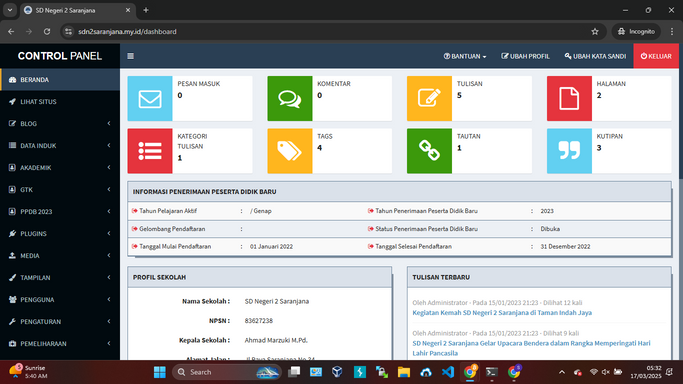 SD Negeri 2 Saranjana
sdn2saranjana.my.id/dashboard
Incognito
CONTROL PANEL
BANTUAN
UBAH PROFIL
UBAH KATA SANDI
KELUAR
BERANDA
LIHAT SITUS
BLOG
DATA INDUK
AKADEMIK
GTK
PPDB 2023
PLUGINS
MEDIA
TAMPILAN
PENGGUNA
PENGATURAN
PEMELIHARAAN
PESAN MASUK
0
KOMENTAR
0
TULISAN
5
HALAMAN
2
KATEGORI
TULISAN
1
TAGS
4
TAUTAN
1
KUTIPAN
3
INFORMASI PENERIMAAN PESERTA DIDIK BARU
Tahun Pelajaran Aktif : / Genap
Tahun Penerimaan Peserta Didik Baru : 2023
Gelombang Pendaftaran :
Status Penerimaan Peserta Didik Baru : Dibuka
Tanggal Mulai Pendaftaran : 01 Januari 2022
Tanggal Selesai Pendaftaran : 31 Desember 2022
PROFIL SEKOLAH
Nama Sekolah : SD Negeri 2 Saranjana
NPSN : 83627238
Kepala Sekolah : Ahmad Marzuki M.Pd.
TULISAN TERBARU
Oleh Administrator - Pada 15/01/2023 21:23 - Dilihat 12 kali
Kegiatan Kemah SD Negeri 2 Saranjana di Taman Indah Jaya
Oleh Administrator - Pada 15/01/2023 21:23 - Dilihat 9 kali
SD Negeri 2 Saranjana Gelar Upacara Bendera dalam Rangka Memperingati Hari
Lahir Pancasila
Sunrise
5:40 AM
Search
05:32
17/03/2025